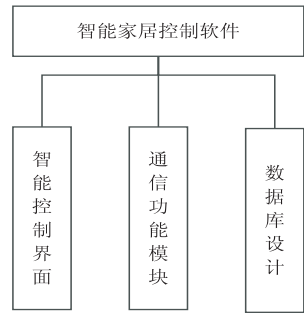 智能家居控制软件
智能控制界面
通信功能模块
数据库设计